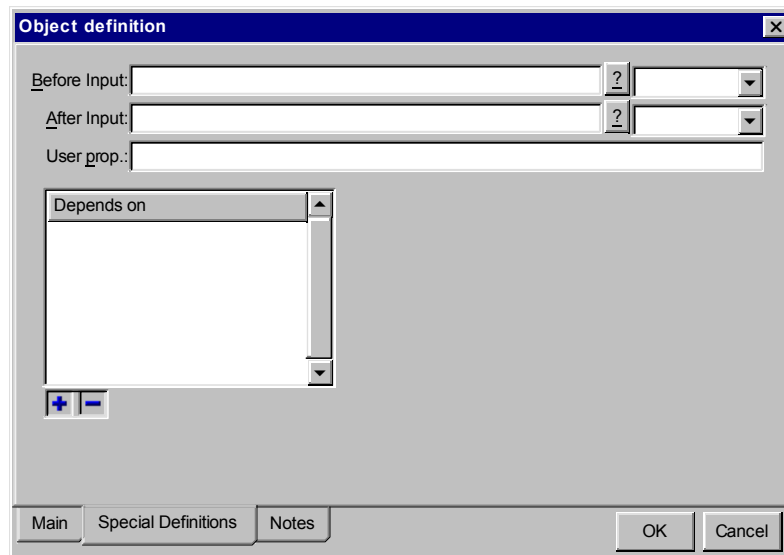 Object definition
Before Input: ?
After Input: ?
User prop.:
Depends on
Main Special Definitions Notes OK Cancel